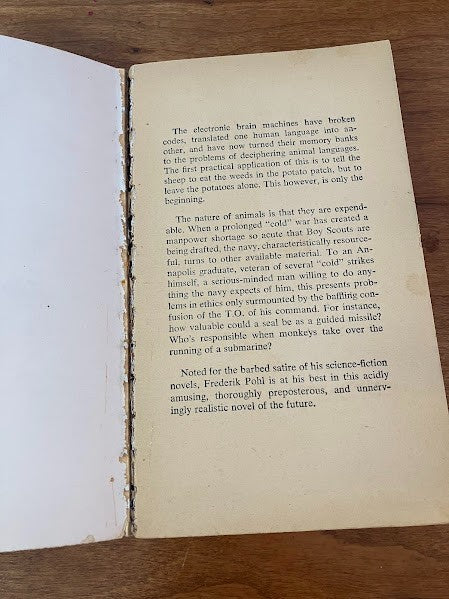 The electronic brain machines have broken
codes, translated one human language into an-
other, and have now turned their memory banks
to the problems of deciphering animal languages.
The first practical application of this is to tell the
sheep to eat the weeds in the potato patch, but to
leave the potatoes alone. This however, is only the
beginning.
The nature of animals is that they are expend-
able. When a prolonged "cold" war has created a
manpower shortage so acute that Boy Scouts are
being drafted, the navy, characteristically resource-
ful, turns to other available material. To an An-
napolis graduate, veteran of several "cold" strikes
himself, a serious-minded man willing to do any-
thing the navy expects of him, this presents prob-
lems in ethics only surmounted by the baffling con-
fusion of the T.O. of his command. For instance,
how valuable could a seal be as a guided missile?
Who's responsible when monkeys take over the
running of a submarine?
Noted for the barbed satire of his science-fiction
novels, Frederik Pohl is at his best in this acidly
amusing, thoroughly preposterous, and unnerv-
ingly realistic novel of the future.